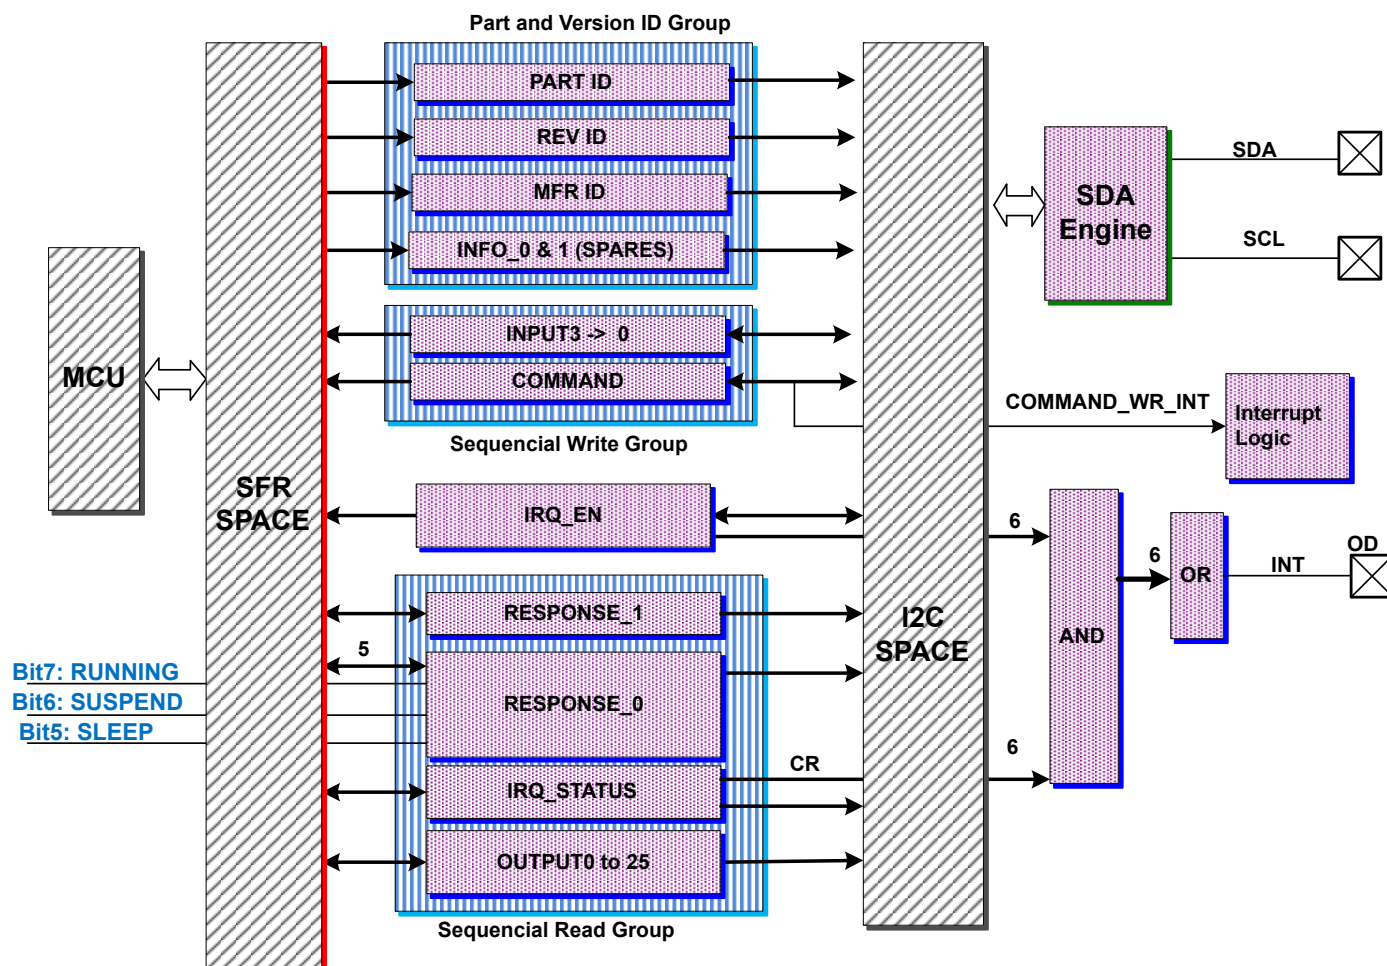 Part and Version ID Group
PART ID
REV ID
MFR ID
INFO_0 & 1 (SPARES)
SDA
Engine
SDA
SCL
MCU
SFR
SPACE
INPUT3 -> 0
COMMAND
Sequencial Write Group
COMMAND_WR_INT
Interrupt
Logic
IRQ_EN
6
6
OR
INT
OD
AND
I2C
SPACE
RESPONSE_1
5
Bit7: RUNNING
Bit6: SUSPEND
Bit5: SLEEP
RESPONSE_0
6
CR
IRQ_STATUS
OUTPUT0 to 25
Sequencial Read Group